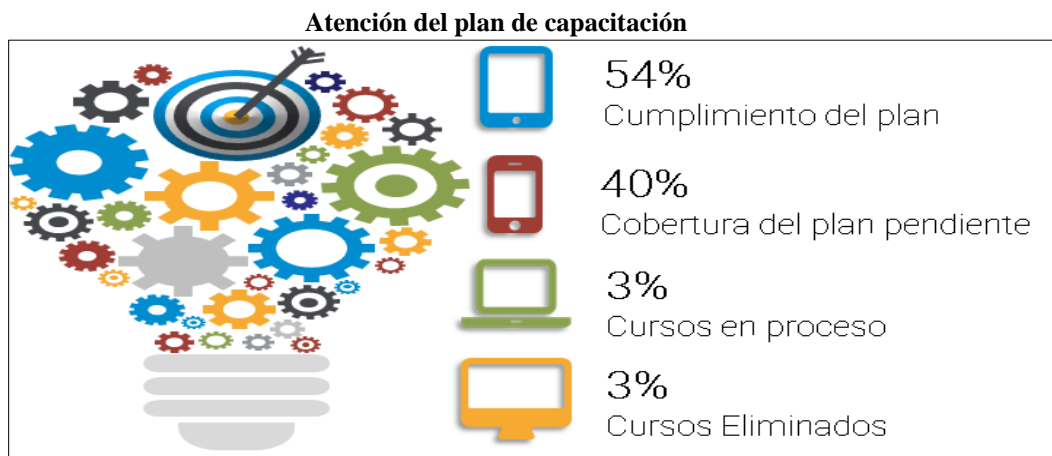 Atención del plan de capacitación
54%
Cumplimiento del plan
40%
Cobertura del plan pendiente
3%
Cursos en proceso
3%
Cursos Eliminados